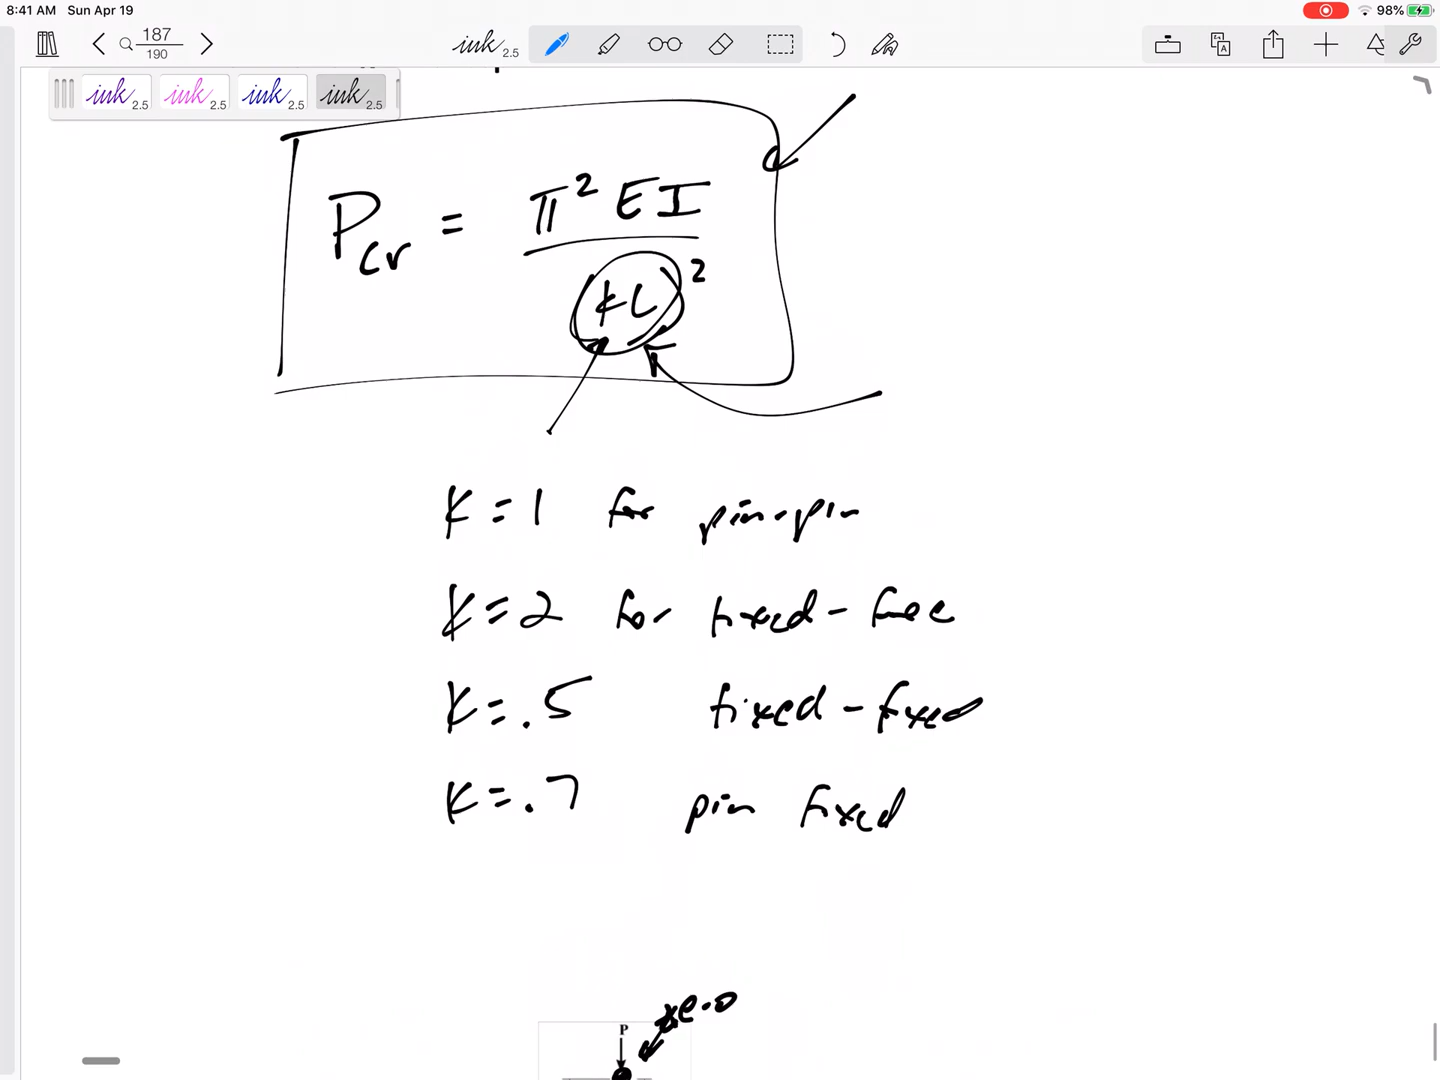 8:41 AM Sun Apr 19
98%
187
190
ink 2.5
ink 2.5
ink 2.5
ink 2.5
ink 2.5
Pcr = π² EI
(KL)²
K = 1 for pin-pin
K = 2 for fixed-free
K = .5 fixed-fixed
K = .7 pin fixed
P